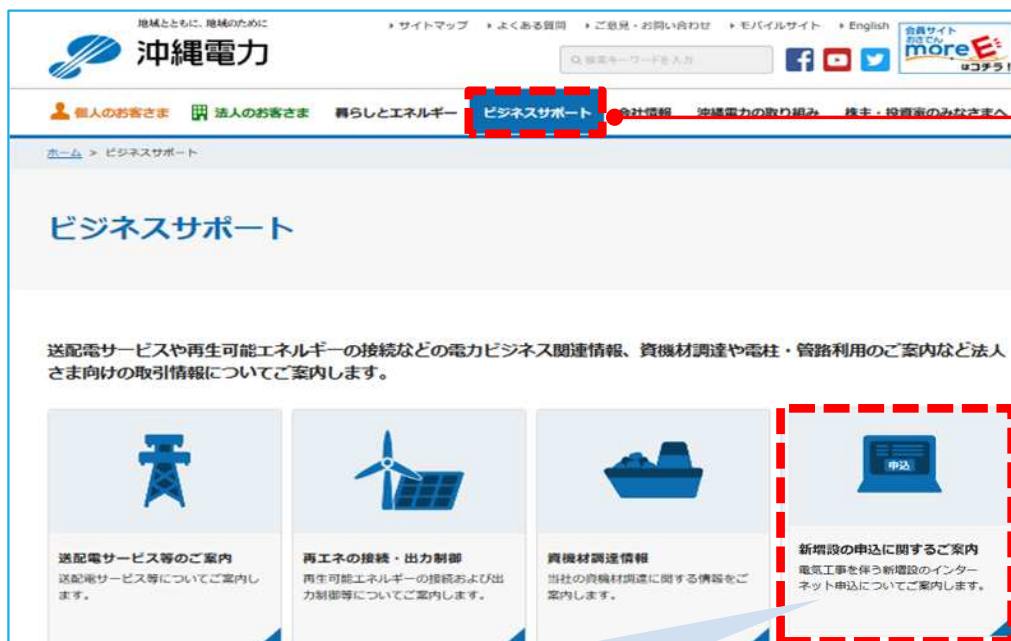 地域とともに、地域のために
沖縄電力
サイトマップ よくある質問 ご意見・お問い合わせ モバイルサイト English
検索キーワードを入力
会員サイト
おきでん
moreE
はコチラ!
個人のお客さま 法人のお客さま 暮らしとエネルギー ビジネスサポート 会社情報 沖縄電力の取り組み 株主・投資家のみなさまへ
ホーム > ビジネスサポート
ビジネスサポート
送配電サービスや再生可能エネルギーの接続などの電力ビジネス関連情報、資機材調達や電柱・管路利用のご案内など法人
さま向けの取引情報についてご案内します。
申込
送配電サービス等のご案内
送配電サービス等についてご案内し
ます。
再エネの接続・出力制御
再生可能エネルギーの接続および出
力制御等についてご案内します。
資機材調達情報
当社の資機材調達に関する情報をご
案内します。
新増設の申込に関するご案内
電気工事を伴う新増設のインター
ネット申込についてご案内します。